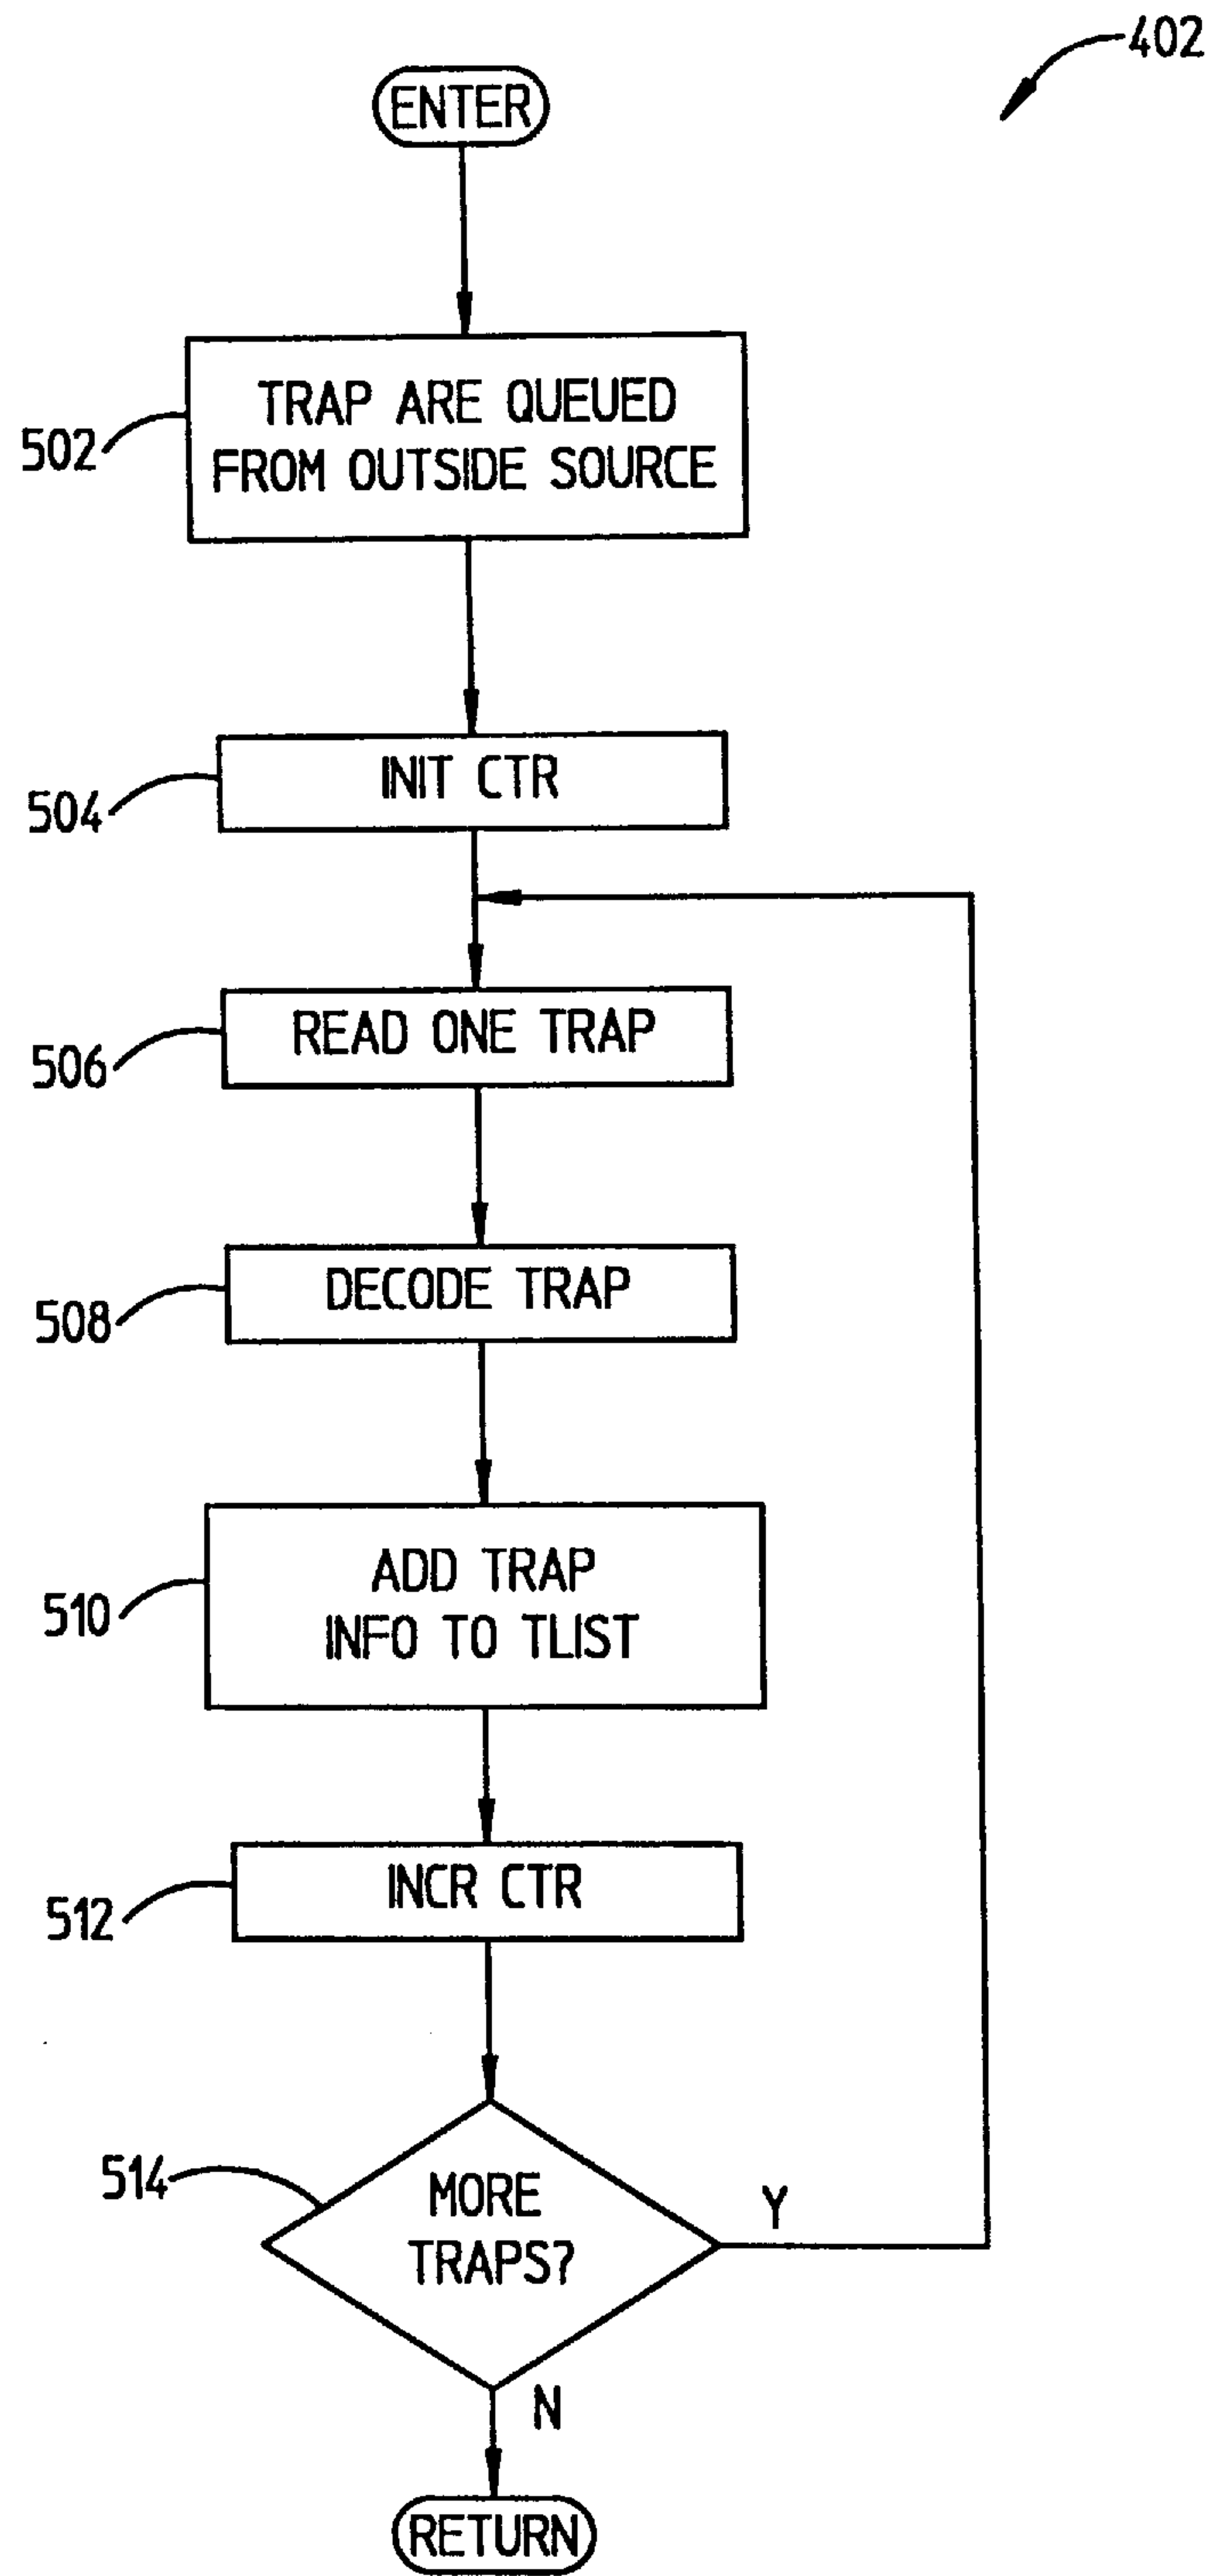 402
ENTER
502
TRAP ARE QUEUED
FROM OUTSIDE SOURCE
504
INIT CTR
506
READ ONE TRAP
508
DECODE TRAP
510
ADD TRAP
INFO TO TLIST
512
INCR CTR
514
MORE
TRAPS?
Y
N
RETURN